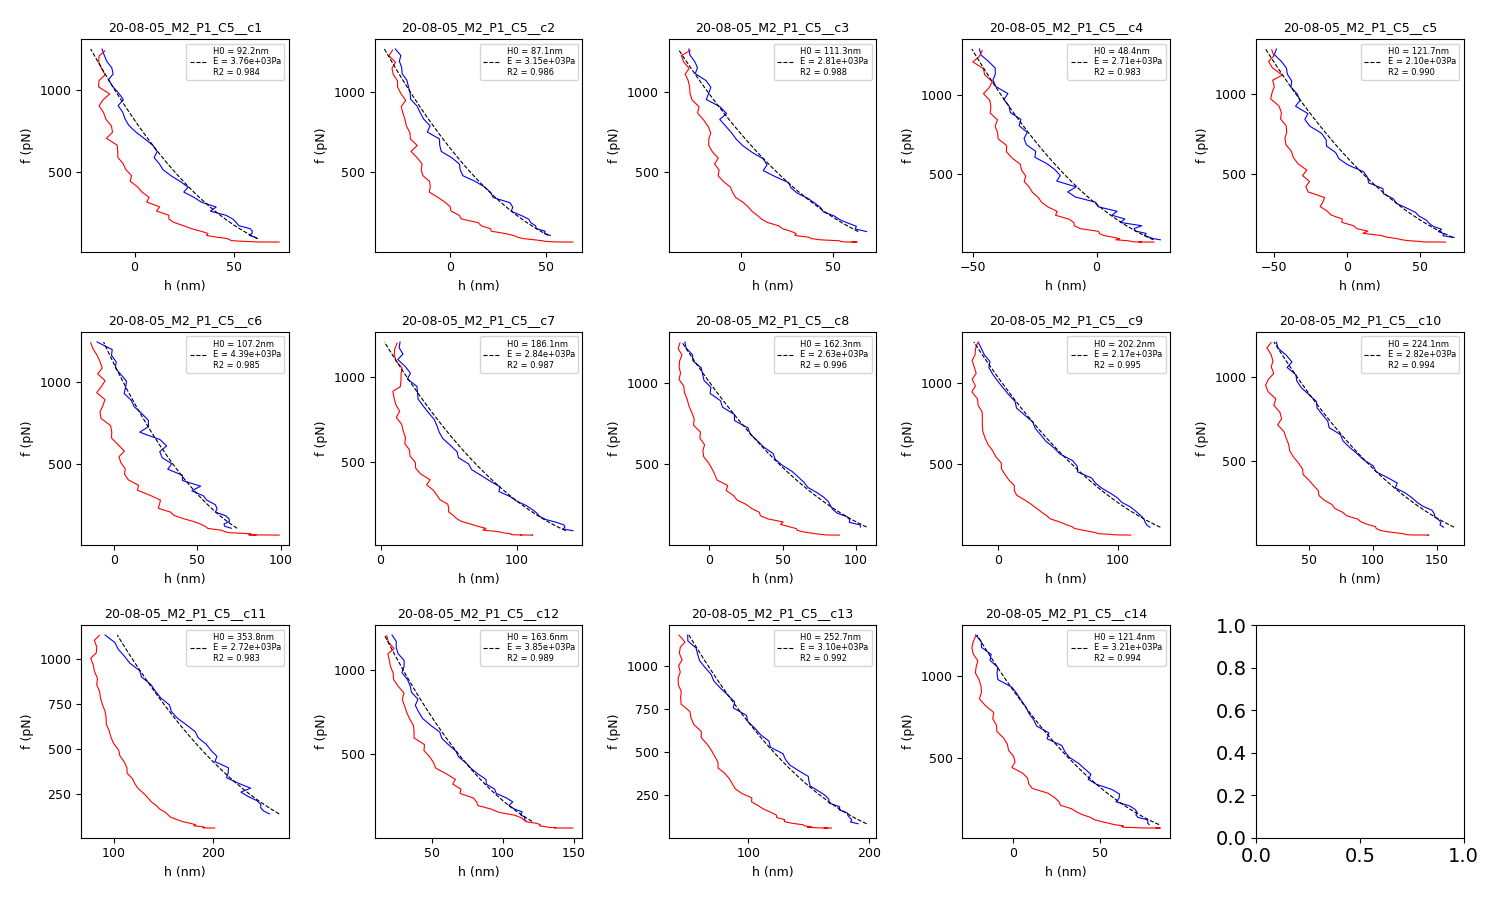 20-08-05_M2_P1_C5__c1
H0 = 92.2nm
E = 3.76e+03Pa
R2 = 0.984
1000
500
0
50
f (pN)
h (nm)
20-08-05_M2_P1_C5__c2
H0 = 87.1nm
E = 3.15e+03Pa
R2 = 0.986
1000
500
0
50
f (pN)
h (nm)
20-08-05_M2_P1_C5__c3
H0 = 111.3nm
E = 2.81e+03Pa
R2 = 0.988
1000
500
0
50
f (pN)
h (nm)
20-08-05_M2_P1_C5__c4
H0 = 48.4nm
E = 2.71e+03Pa
R2 = 0.983
1000
500
−50
0
f (pN)
h (nm)
20-08-05_M2_P1_C5__c5
H0 = 121.7nm
E = 2.10e+03Pa
R2 = 0.990
1000
500
−50
0
50
f (pN)
h (nm)
20-08-05_M2_P1_C5__c6
H0 = 107.2nm
E = 4.39e+03Pa
R2 = 0.985
1000
500
0
50
100
f (pN)
h (nm)
20-08-05_M2_P1_C5__c7
H0 = 186.1nm
E = 2.84e+03Pa
R2 = 0.987
1000
500
0
100
f (pN)
h (nm)
20-08-05_M2_P1_C5__c8
H0 = 162.3nm
E = 2.63e+03Pa
R2 = 0.996
1000
500
0
50
100
f (pN)
h (nm)
20-08-05_M2_P1_C5__c9
H0 = 202.2nm
E = 2.17e+03Pa
R2 = 0.995
1000
500
0
100
f (pN)
h (nm)
20-08-05_M2_P1_C5__c10
H0 = 224.1nm
E = 2.82e+03Pa
R2 = 0.994
1000
500
50
100
150
f (pN)
h (nm)
20-08-05_M2_P1_C5__c11
H0 = 353.8nm
E = 2.72e+03Pa
R2 = 0.983
1000
750
500
250
100
200
f (pN)
h (nm)
20-08-05_M2_P1_C5__c12
H0 = 163.6nm
E = 3.85e+03Pa
R2 = 0.989
1000
500
50
100
150
f (pN)
h (nm)
20-08-05_M2_P1_C5__c13
H0 = 252.7nm
E = 3.10e+03Pa
R2 = 0.992
1000
750
500
250
100
200
f (pN)
h (nm)
20-08-05_M2_P1_C5__c14
H0 = 121.4nm
E = 3.21e+03Pa
R2 = 0.994
1000
500
0
50
f (pN)
h (nm)
1.0
0.8
0.6
0.4
0.2
0.0
0.0
0.5
1.0